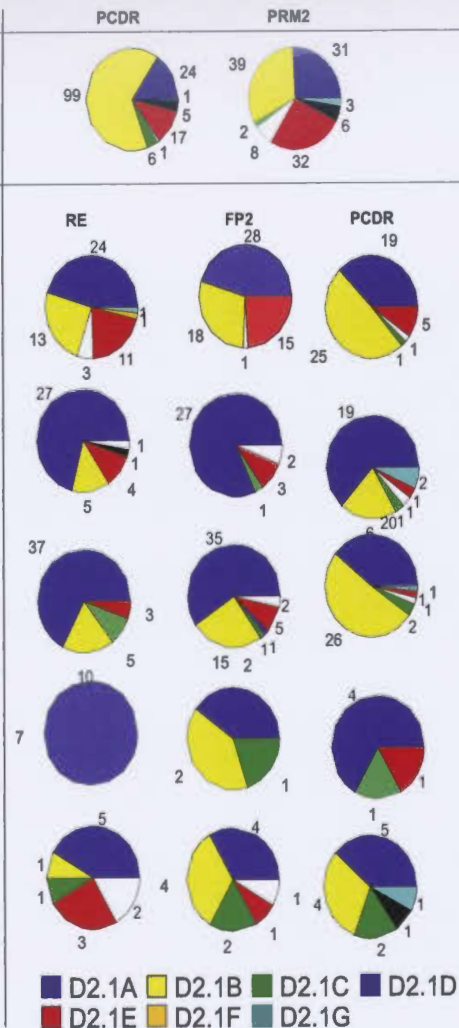 PCDR PRM2
99 24 1 5 17 1 6
39 31 3 6 32 8 2
RE FP2 PCDR
24 1 1 11 3 13
28 15 1 18
19 5 1 1 25
27 1 1 4 5
27 2 3 1
19 2 1 1 201 6
37 3 5 10
35 2 5 11 2 15
1 1 1 2 26
7
2 1
4 1 1
5 2 3 1 1
4 1 1 2 4
5 1 1 2 4
D2.1A D2.1B D2.1C D2.1D
D2.1E D2.1F D2.1G